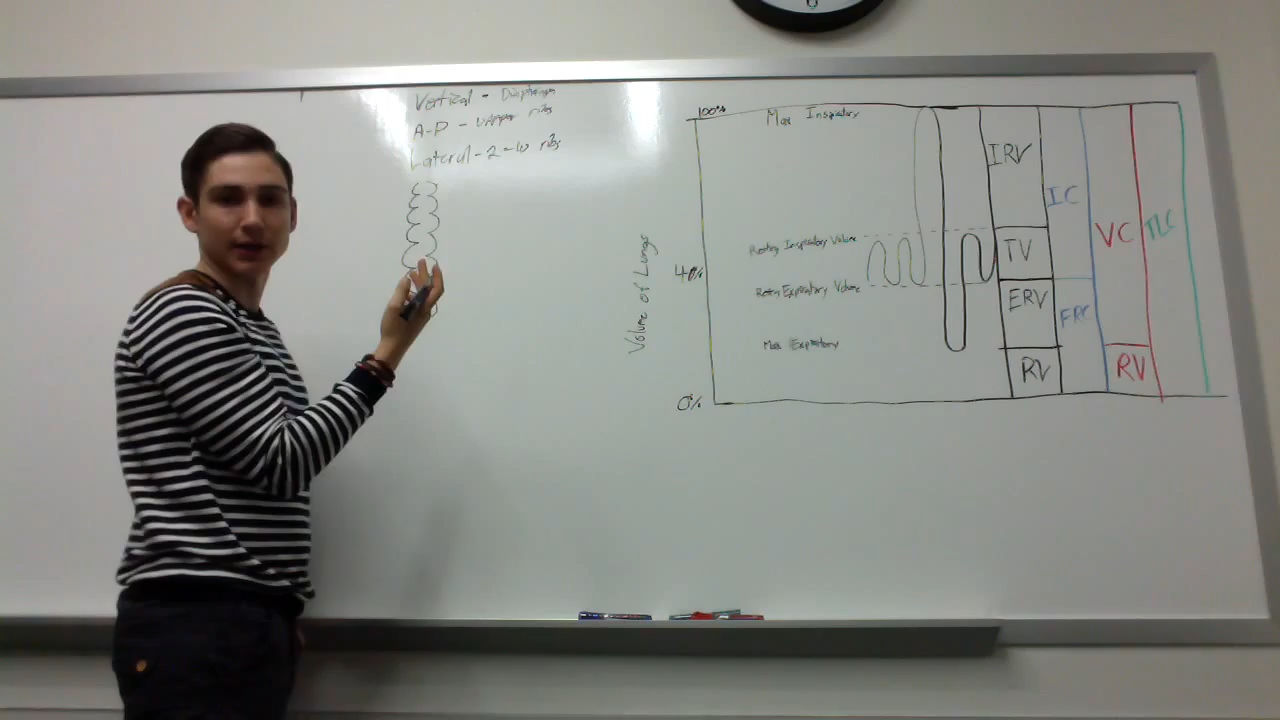 Vertical - Diaphragm
A-P - upper ribs
Lateral - 2-10 ribs
100%
Max Inspiratory
IRV
IC
VC
TLC
Resting Inspiratory Volume
TV
Volume of Lungs
40%
Resting Expiratory Volume
ERV
FRC
Max Expiratory
RV
RV
0%